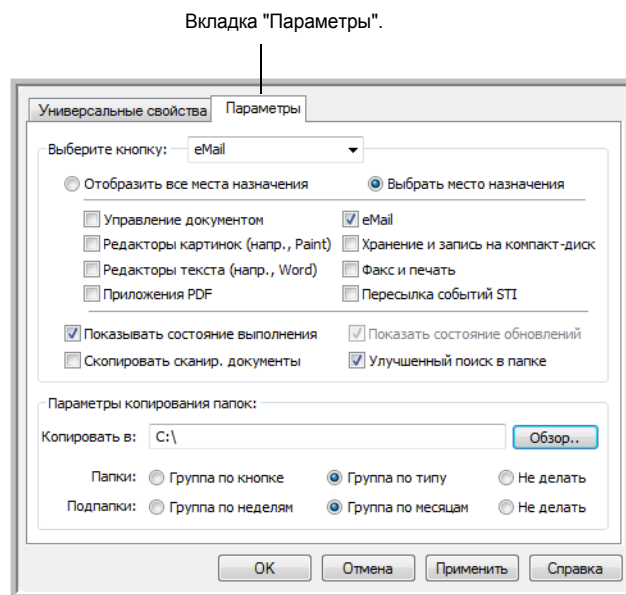 Вкладка "Параметры".
Универсальные свойства Параметры
Выберите кнопку: eMail
Отобразить все места назначения Выбрать место назначения
Управление документом eMail
Редакторы картинок (напр., Paint) Хранение и запись на компакт-диск
Редакторы текста (напр., Word) Факс и печать
Приложения PDF Пересылка событий STI
Показывать состояние выполнения Показать состояние обновлений
Скопировать сканир. документы Улучшенный поиск в папке
Параметры копирования папок:
Копировать в: C:\ Обзор..
Папки: Группа по кнопке Группа по типу Не делать
Подпапки: Группа по неделям Группа по месяцам Не делать
OK Отмена Применить Справка